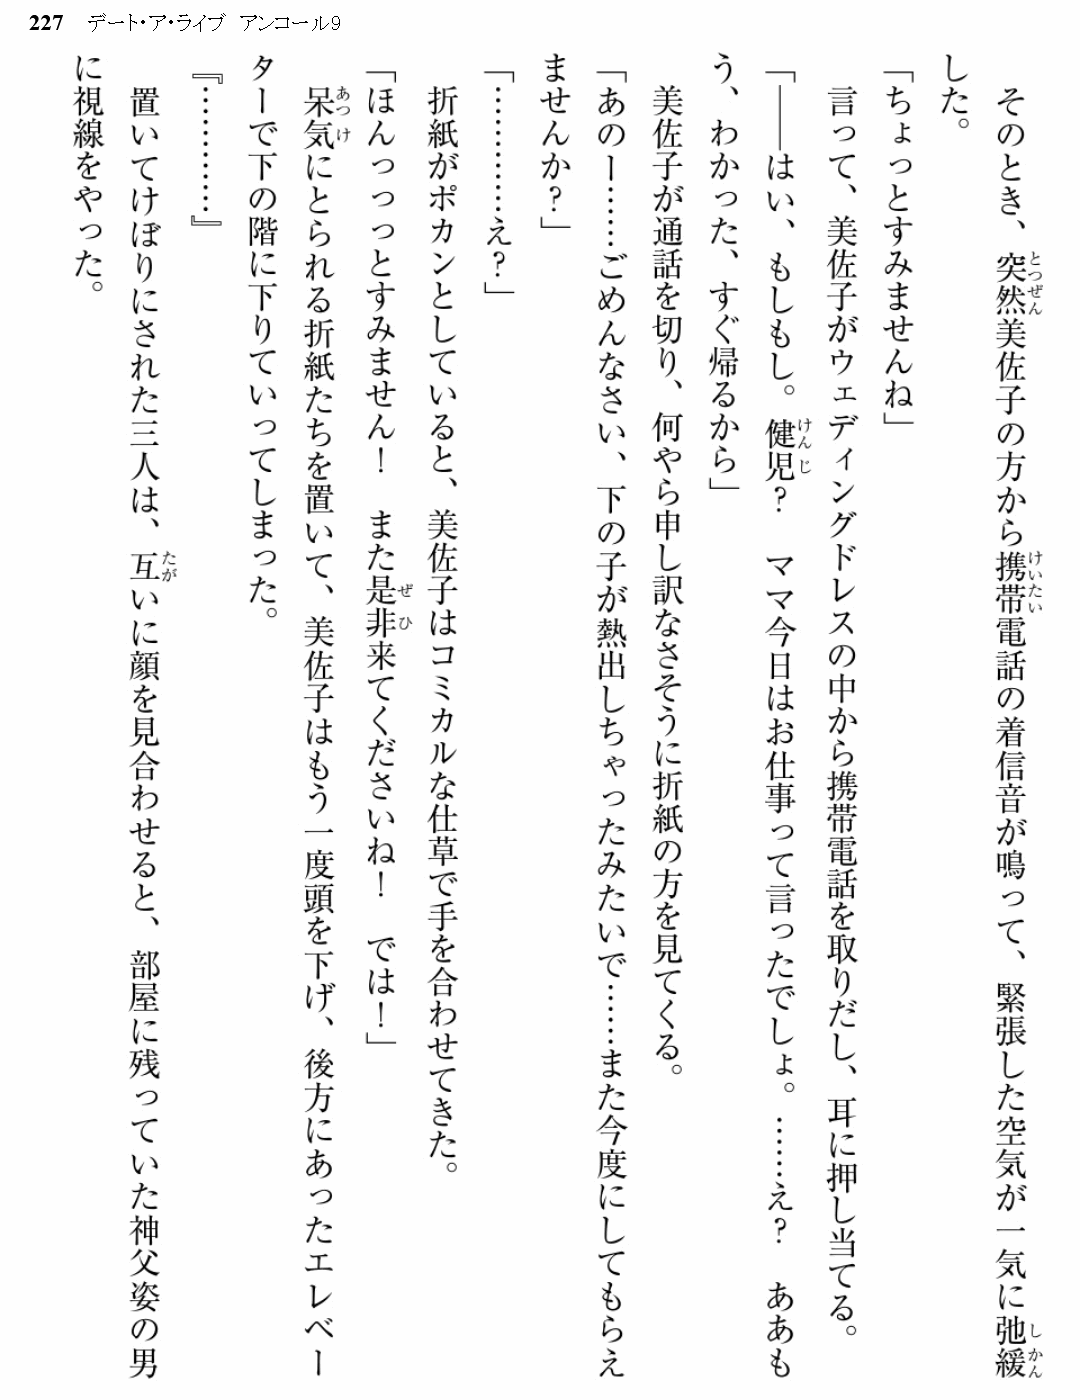 227 デート・ア・ライブ アンコール9
　そのとき、突然美佐子の方から携帯電話の着信音が鳴って、緊張した空気が一気に弛緩
した。
「ちょっとすみませんね」
　言って、美佐子がウェディングドレスの中から携帯電話を取りだし、耳に押し当てる。
「――はい、もしもし。健児？　ママ今日はお仕事って言ったでしょ。……え？　ああも
う、わかった、すぐ帰るから」
　美佐子が通話を切り、何やら申し訳なさそうに折紙の方を見てくる。
「あのー……ごめんなさい、下の子が熱出しちゃったみたいで……また今度にしてもらえ
ませんか？」
「…………え？」
　折紙がポカンとしていると、美佐子はコミカルな仕草で手を合わせてきた。
「ほんっっっとすみません！　また是非来てくださいね！　では！」
　呆気にとられる折紙たちを置いて、美佐子はもう一度頭を下げ、後方にあったエレベー
ターで下の階に下りていってしまった。
『…………』
　置いてけぼりにされた三人は、互いに顔を見合わせると、部屋に残っていた神父姿の男
に視線をやった。